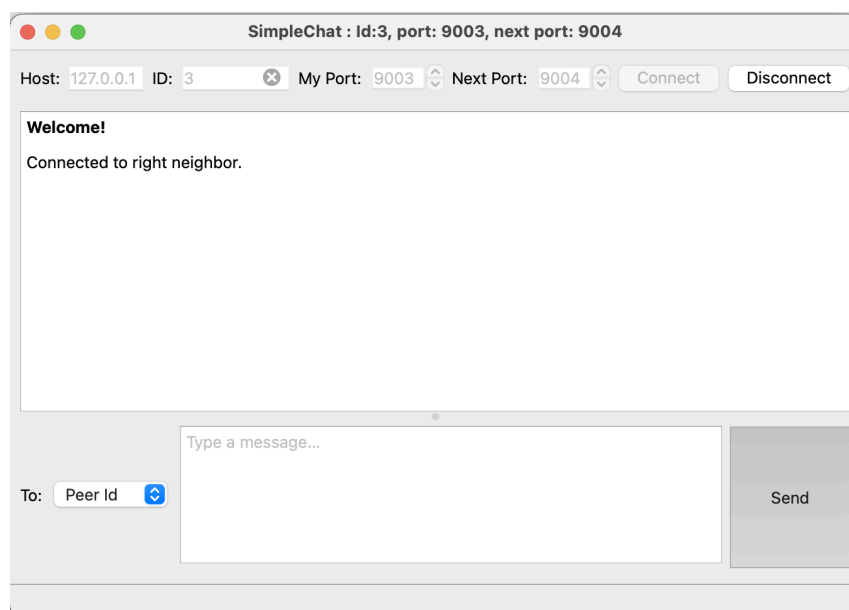 SimpleChat : Id:3, port: 9003, next port: 9004
Host: 127.0.0.1 ID: 3 My Port: 9003 Next Port: 9004 Connect Disconnect
Welcome!
Connected to right neighbor.
Type a message...
To: Peer Id Send